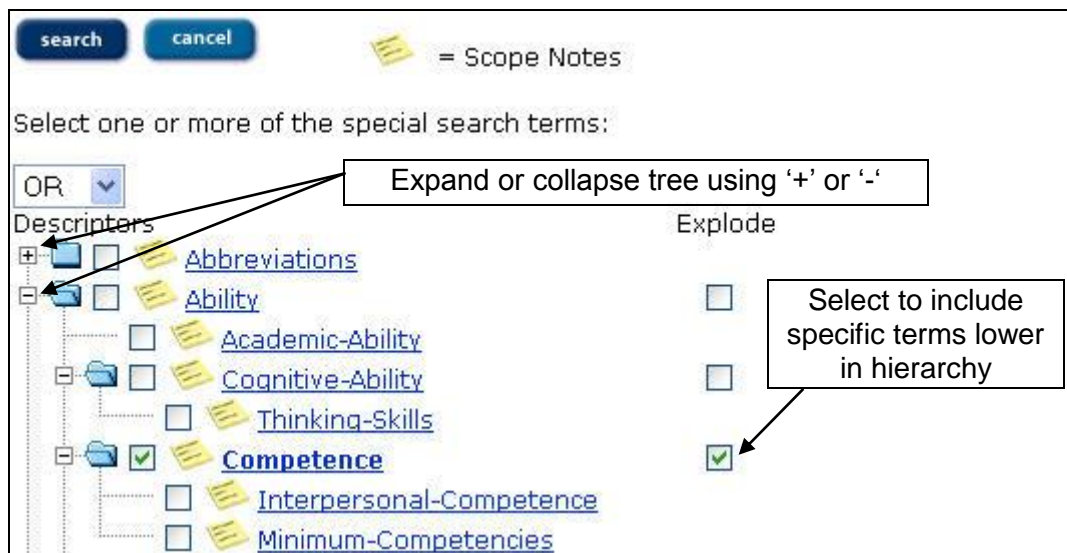 search cancel = Scope Notes
Select one or more of the special search terms:
OR Expand or collapse tree using ‘+’ or ‘-‘
Descriptors Explode
Abbreviations
Ability
Select to include
specific terms lower
in hierarchy
Academic-Ability
Cognitive-Ability
Thinking-Skills
Competence
Interpersonal-Competence
Minimum-Competencies